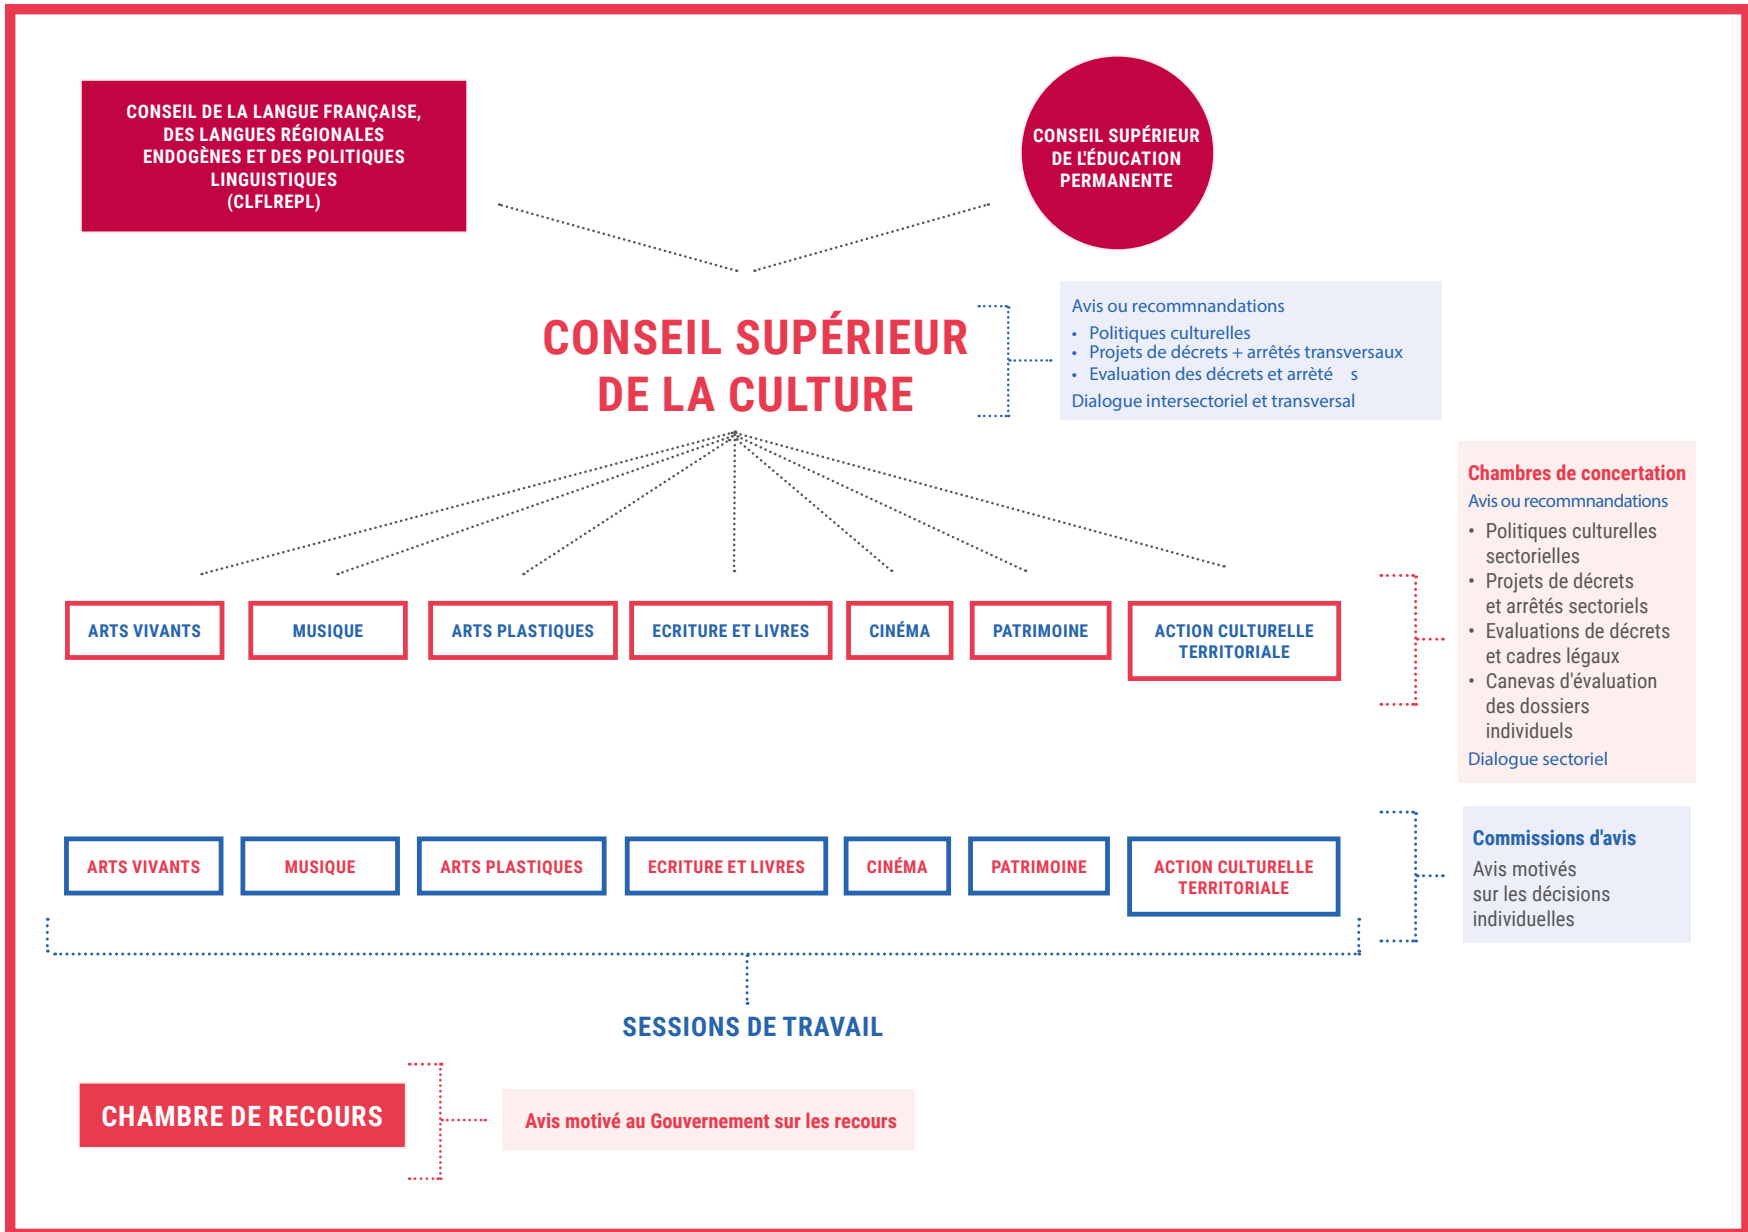 CONSEIL DE LA LANGUE FRANÇAISE,
DES LANGUES RÉGIONALES
ENDOGÈNES ET DES POLITIQUES
LINGUISTIQUES
(CLFLREPL)
CONSEIL SUPÉRIEUR
DE L'ÉDUCATION
PERMANENTE
CONSEIL SUPÉRIEUR
DE LA CULTURE
Avis ou recommnandations
• Politiques culturelles
• Projets de décrets + arrêtés transversaux
• Evaluation des décrets et arrèté s
Dialogue intersectoriel et transversal
Chambres de concertation
Avis ou recommnandations
• Politiques culturelles
sectorielles
• Projets de décrets
et arrêtés sectoriels
• Evaluations de décrets
et cadres légaux
• Canevas d'évaluation
des dossiers
individuels
Dialogue sectoriel
ARTS VIVANTS
MUSIQUE
ARTS PLASTIQUES
ECRITURE ET LIVRES
CINÉMA
PATRIMOINE
ACTION CULTURELLE
TERRITORIALE
ARTS VIVANTS
MUSIQUE
ARTS PLASTIQUES
ECRITURE ET LIVRES
CINÉMA
PATRIMOINE
ACTION CULTURELLE
TERRITORIALE
Commissions d'avis
Avis motivés
sur les décisions
individuelles
SESSIONS DE TRAVAIL
CHAMBRE DE RECOURS
Avis motivé au Gouvernement sur les recours